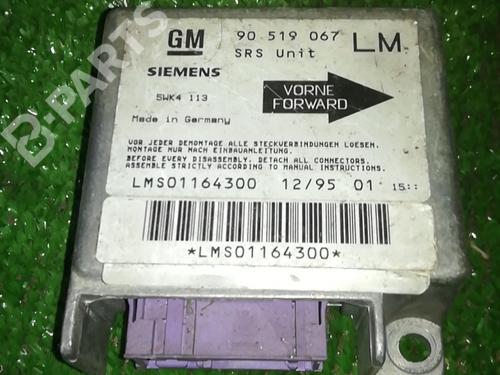 GM 90 519 067 LM
SRS Unit
SIEMENS
VORNE
FORWARD
5WK4 113
Made in Germany
VOR JEDER DEMONTAGE ALLE STECKVERBINDUNGEN LOESEN.
MONTAGE NUR NACH EINBAUANLEITUNG.
BEFORE EVERY DISASSEMBLY, DETACH ALL CONNECTORS.
ASSEMBLE STRICTLY ACCORDING TO MANUAL INSTRUCTIONS.
LMS01164300 12/95 01 15::
*LMS01164300*
B-PARTS